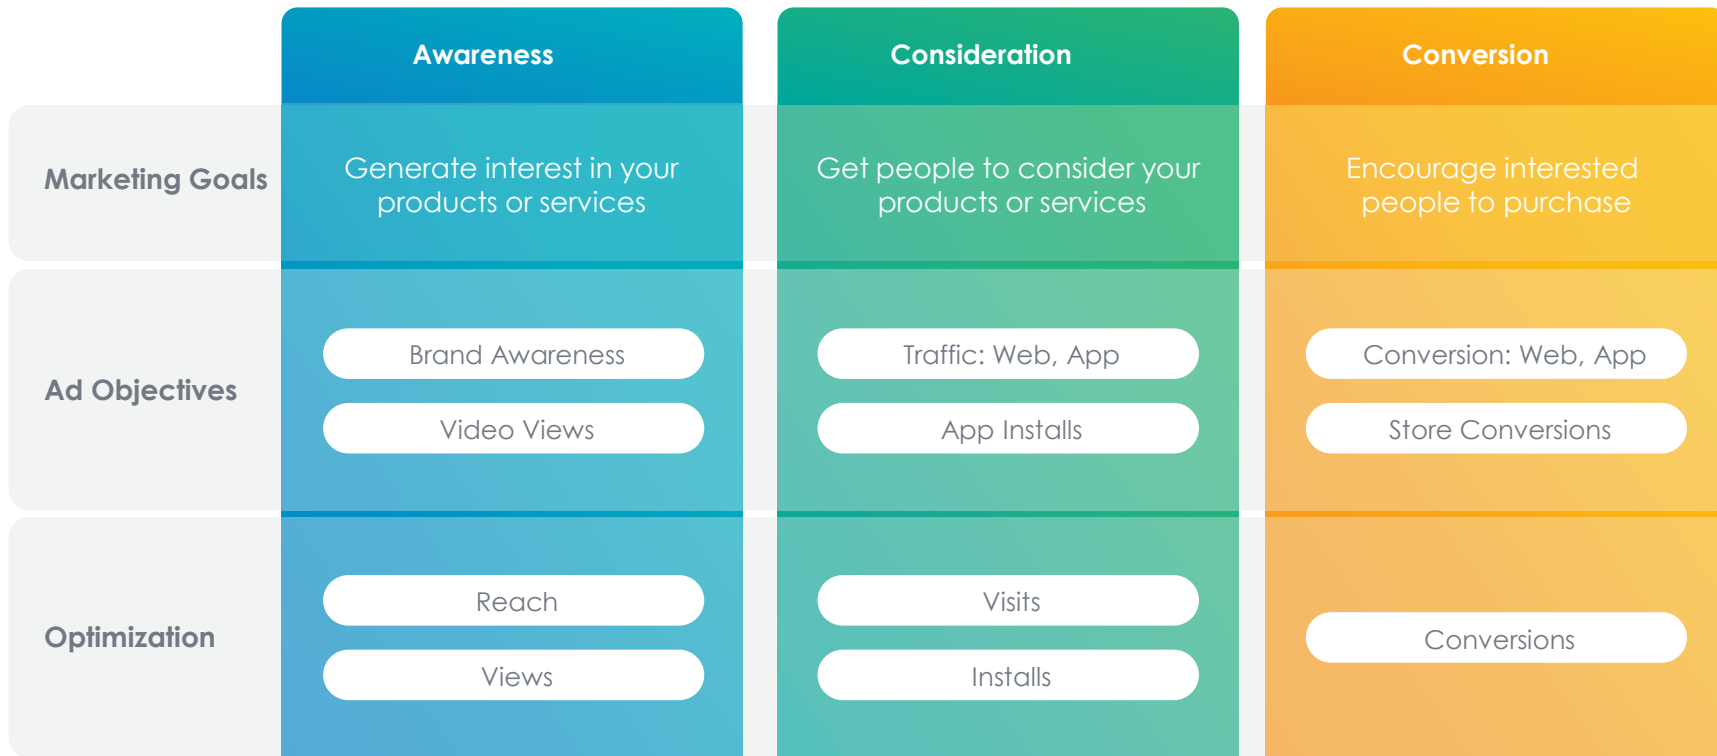 Awareness
Consideration
Conversion
Marketing Goals
Generate interest in your
products or services
Get people to consider your
products or services
Encourage interested
people to purchase
Ad Objectives
Brand Awareness
Video Views
Traffic: Web, App
App Installs
Conversion: Web, App
Store Conversions
Optimization
Reach
Views
Visits
Installs
Conversions